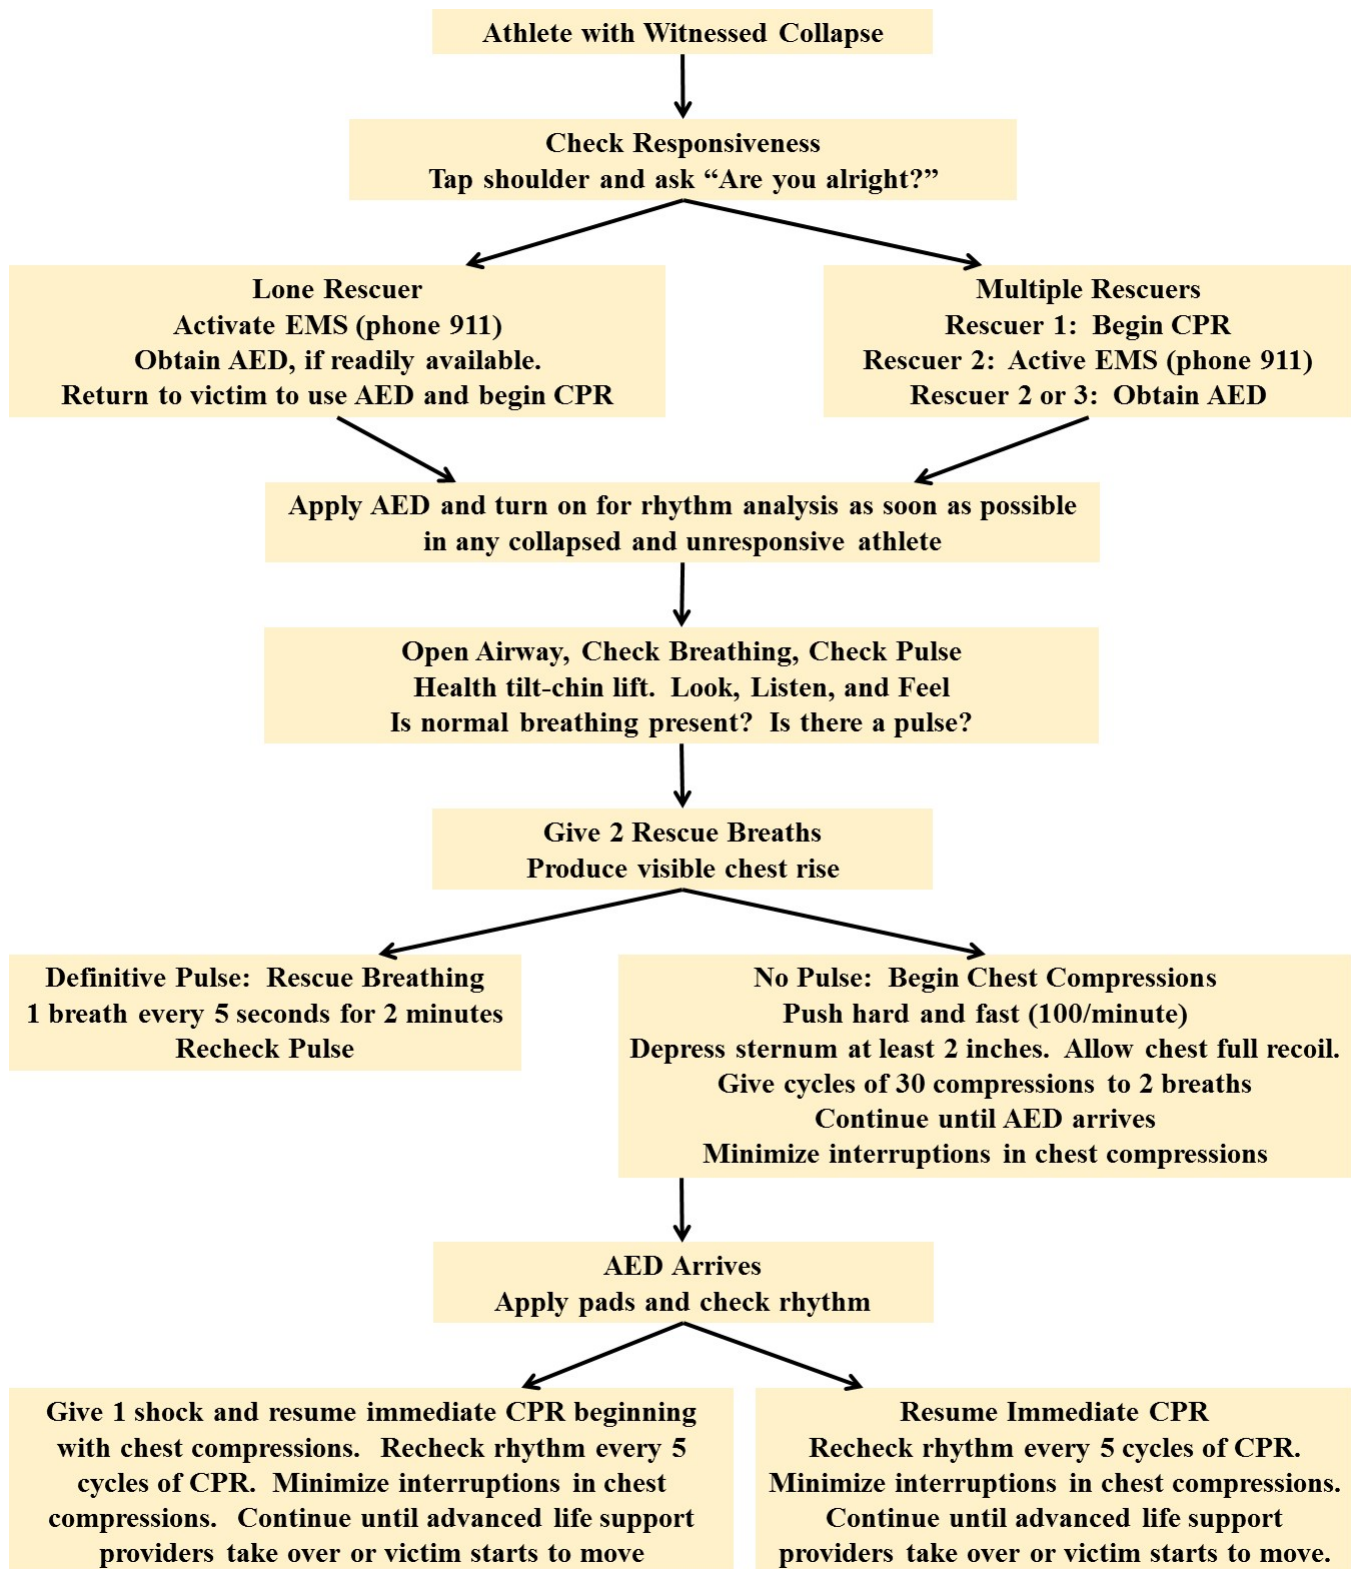 Athlete with Witnessed Collapse
Check Responsiveness
Tap shoulder and ask “Are you alright?”
Lone Rescuer
Activate EMS (phone 911)
Obtain AED, if readily available.
Return to victim to use AED and begin CPR
Multiple Rescuers
Rescuer 1:  Begin CPR
Rescuer 2:  Active EMS (phone 911)
Rescuer 2 or 3:  Obtain AED
Apply AED and turn on for rhythm analysis as soon as possible
in any collapsed and unresponsive athlete
Open Airway, Check Breathing, Check Pulse
Health tilt-chin lift.  Look, Listen, and Feel
Is normal breathing present?  Is there a pulse?
Give 2 Rescue Breaths
Produce visible chest rise
Definitive Pulse:  Rescue Breathing
1 breath every 5 seconds for 2 minutes
Recheck Pulse
No Pulse:  Begin Chest Compressions
Push hard and fast (100/minute)
Depress sternum at least 2 inches.  Allow chest full recoil.
Give cycles of 30 compressions to 2 breaths
Continue until AED arrives
Minimize interruptions in chest compressions
AED Arrives
Apply pads and check rhythm
Give 1 shock and resume immediate CPR beginning
with chest compressions.  Recheck rhythm every 5
cycles of CPR.  Minimize interruptions in chest
compressions.  Continue until advanced life support
providers take over or victim starts to move
Resume Immediate CPR
Recheck rhythm every 5 cycles of CPR.
Minimize interruptions in chest compressions.
Continue until advanced life support
providers take over or victim starts to move.